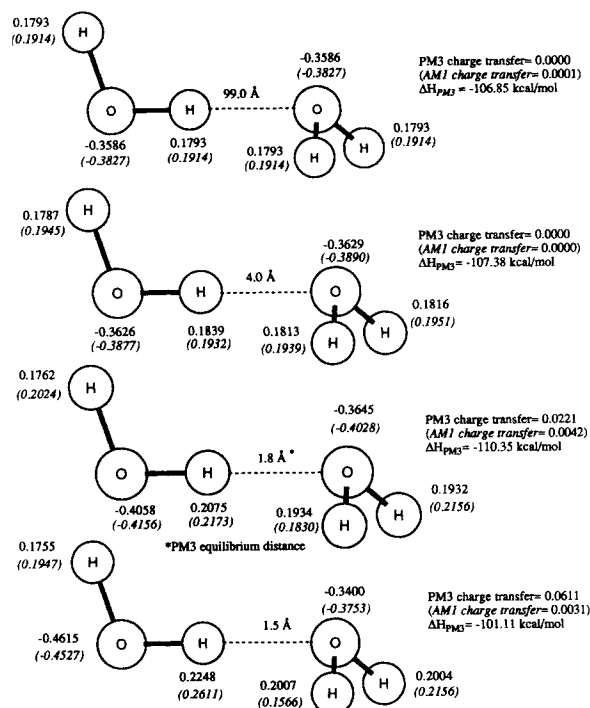 H
0.1793
(0.1914)
O
-0.3586
(-0.3827)
H
0.1793
(0.1914)
99.0 Å
-0.3586
(-0.3827)
O
H
0.1793
(0.1914)
H
0.1793
(0.1914)
PM3 charge transfer= 0.0000
(AM1 charge transfer= 0.0001)
ΔHPM3 = -106.85 kcal/mol
H
0.1787
(0.1945)
O
-0.3626
(-0.3877)
H
0.1839
(0.1932)
4.0 Å
-0.3629
(-0.3890)
O
H
0.1813
(0.1939)
H
0.1816
(0.1951)
PM3 charge transfer= 0.0000
(AM1 charge transfer= 0.0000)
ΔHPM3= -107.38 kcal/mol
H
0.1762
(0.2024)
O
-0.4058
(-0.4156)
H
0.2075
(0.2173)
1.8 Å *
-0.3645
(-0.4028)
O
H
0.1934
(0.1830)
H
0.1932
(0.2156)
PM3 charge transfer= 0.0221
(AM1 charge transfer= 0.0042)
ΔHPM3= -110.35 kcal/mol
*PM3 equilibrium distance
H
0.1755
(0.1947)
O
-0.4615
(-0.4527)
H
0.2248
(0.2611)
1.5 Å
-0.3400
(-0.3753)
O
H
0.2007
(0.1566)
H
0.2004
(0.2156)
PM3 charge transfer= 0.0611
(AM1 charge transfer= 0.0031)
ΔHPM3= -101.11 kcal/mol